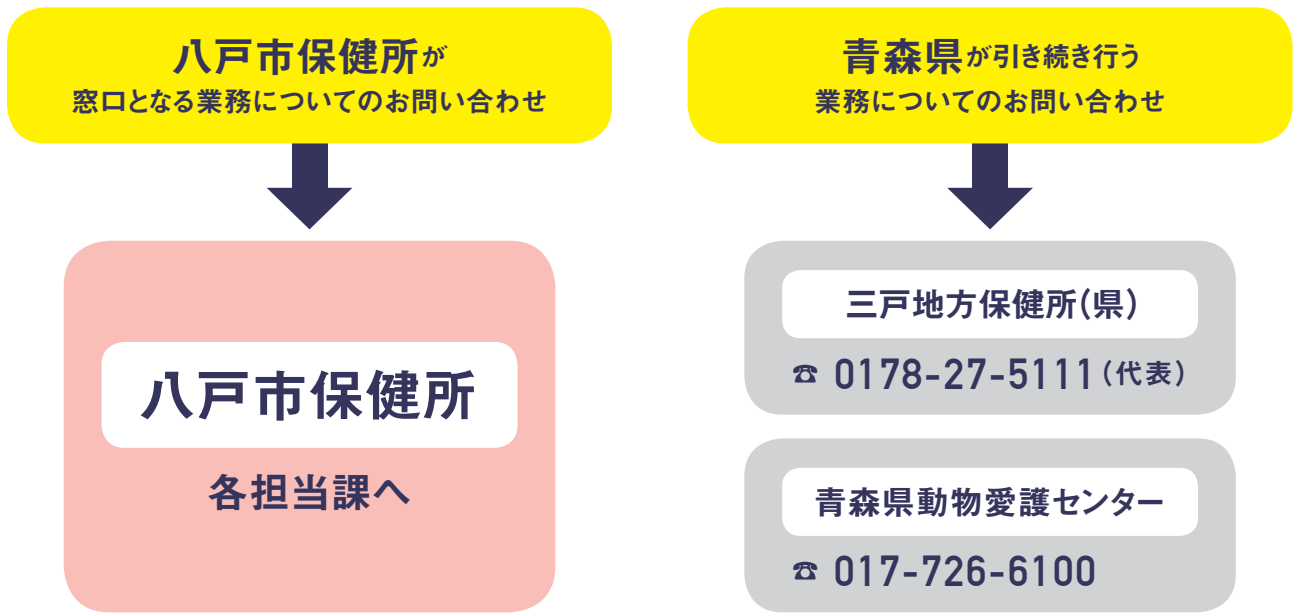 八戸市保健所が
窓口となる業務についてのお問い合わせ
八戸市保健所
各担当課へ
青森県が引き続き行う
業務についてのお問い合わせ
三戸地方保健所(県)
☎ 0178-27-5111(代表)
青森県動物愛護センター
☎ 017-726-6100